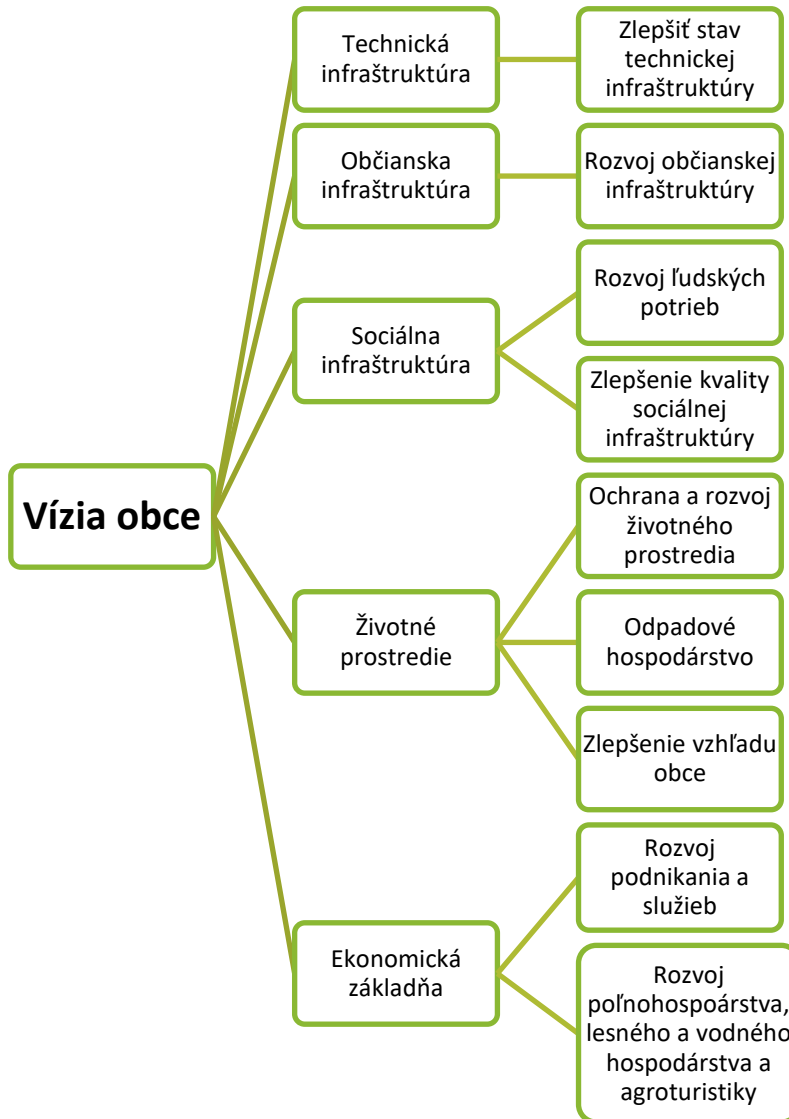 Vízia obce
Technická
infraštruktúra
Zlepšiť stav
technickej
infraštruktúry
Občianska
infraštruktúra
Rozvoj občianskej
infraštruktúry
Sociálna
infraštruktúra
Rozvoj ľudských
potrieb
Zlepšenie kvality
sociálnej
infraštruktúry
Životné
prostredie
Ochrana a rozvoj
životného
prostredia
Odpadové
hospodárstvo
Zlepšenie vzhľadu
obce
Ekonomická
základňa
Rozvoj
podnikania a
služieb
Rozvoj
poľnohospoárstva,
lesného a vodného
hospodárstva a
agroturistiky